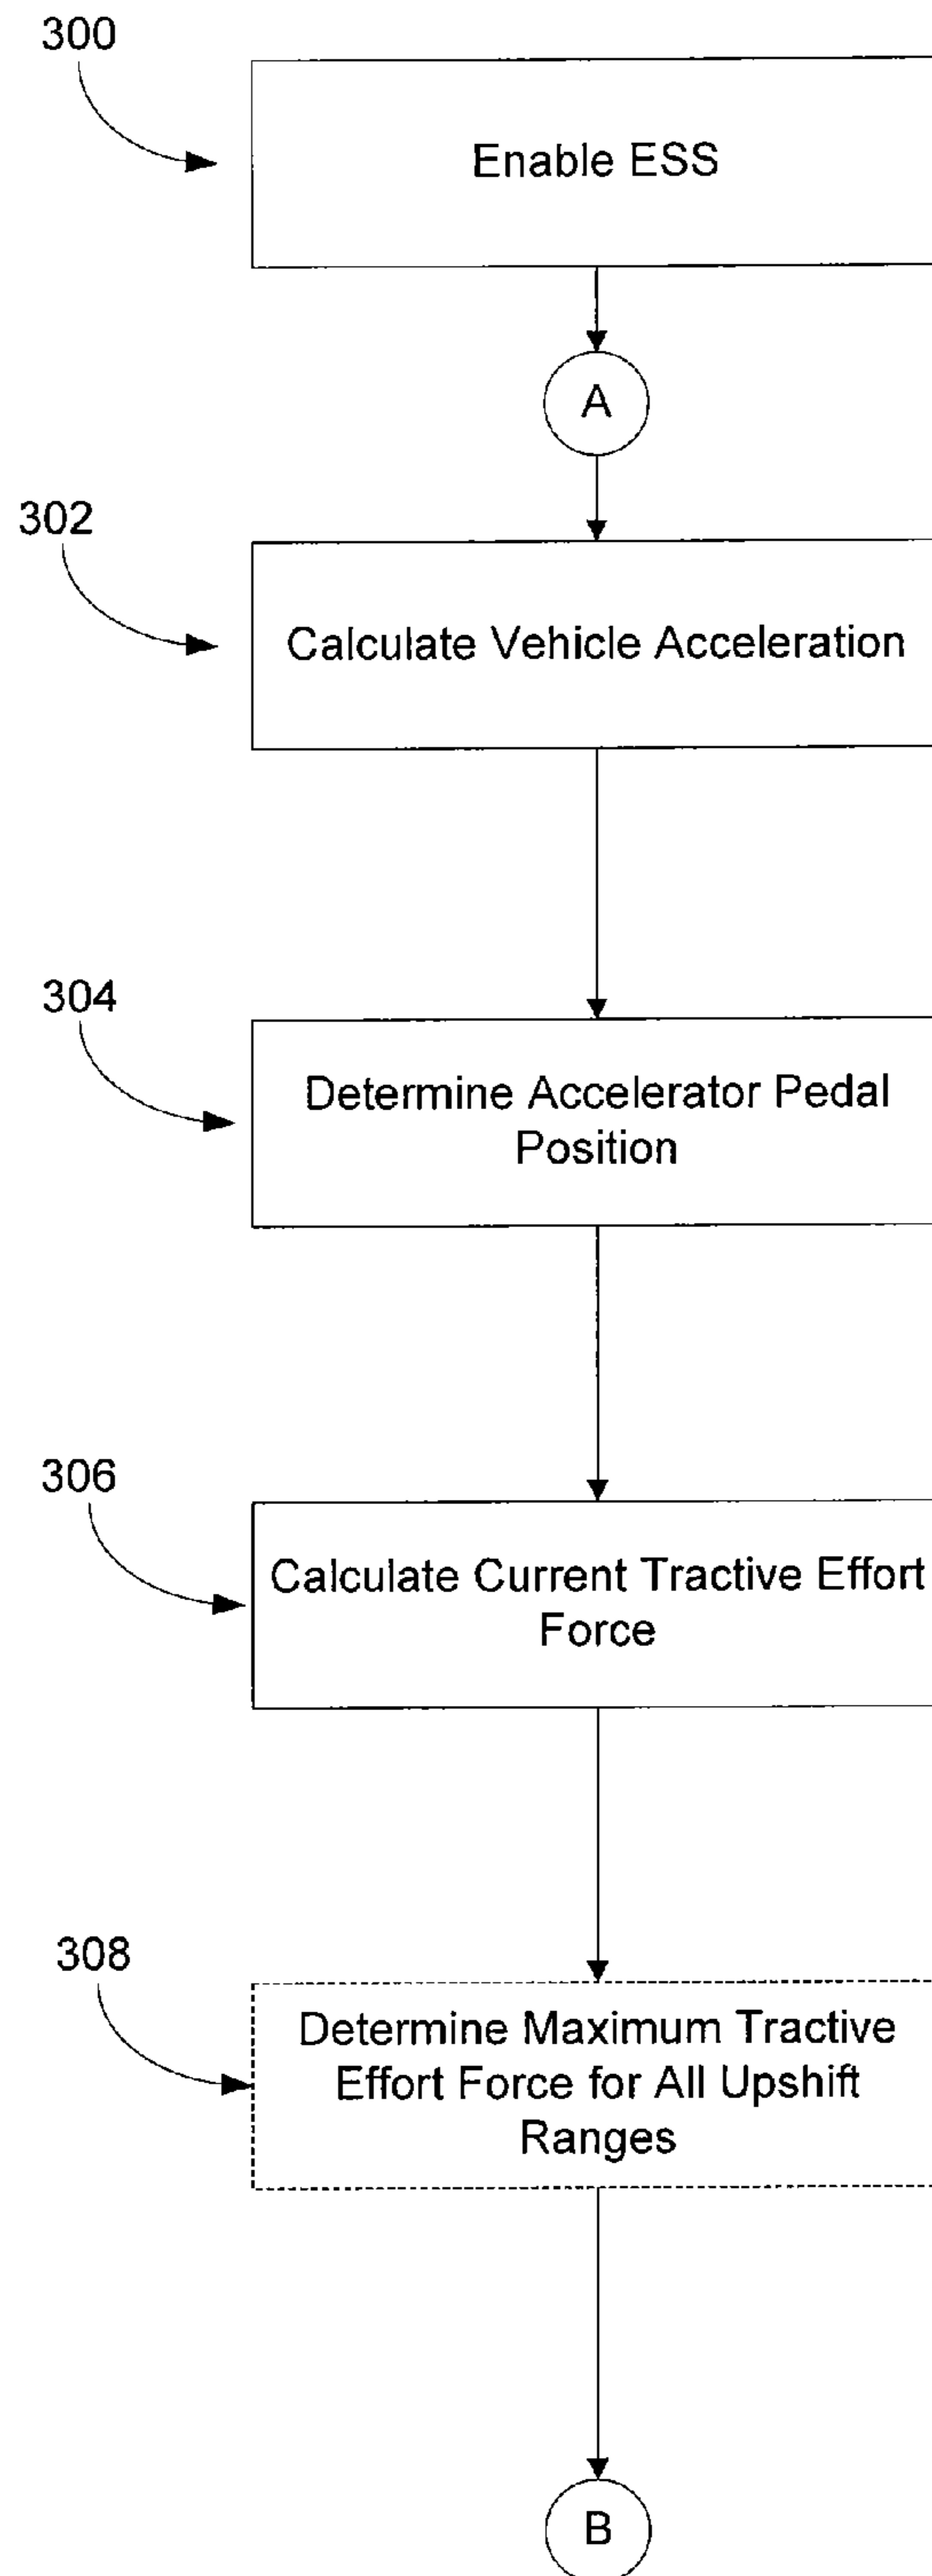 300
Enable ESS
A
302
Calculate Vehicle Acceleration
304
Determine Accelerator Pedal
Position
306
Calculate Current Tractive Effort
Force
308
Determine Maximum Tractive
Effort Force for All Upshift
Ranges
B